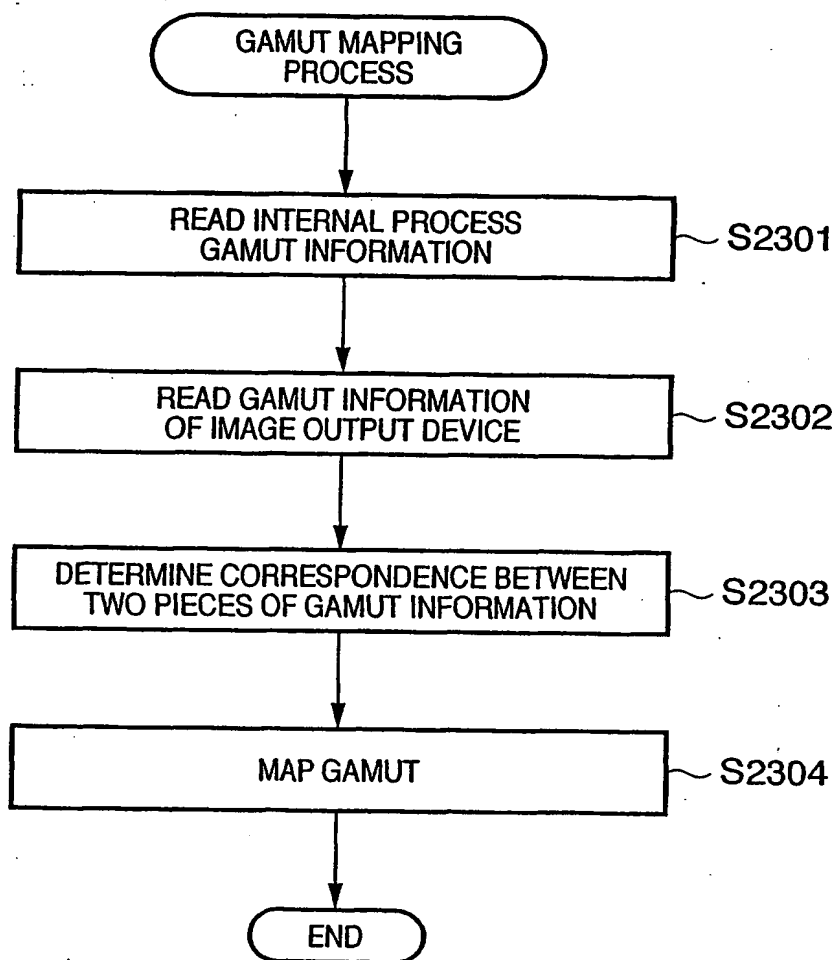 GAMUT MAPPING
PROCESS
READ INTERNAL PROCESS
GAMUT INFORMATION
S2301
READ GAMUT INFORMATION
OF IMAGE OUTPUT DEVICE
S2302
DETERMINE CORRESPONDENCE BETWEEN
TWO PIECES OF GAMUT INFORMATION
S2303
MAP GAMUT
S2304
END